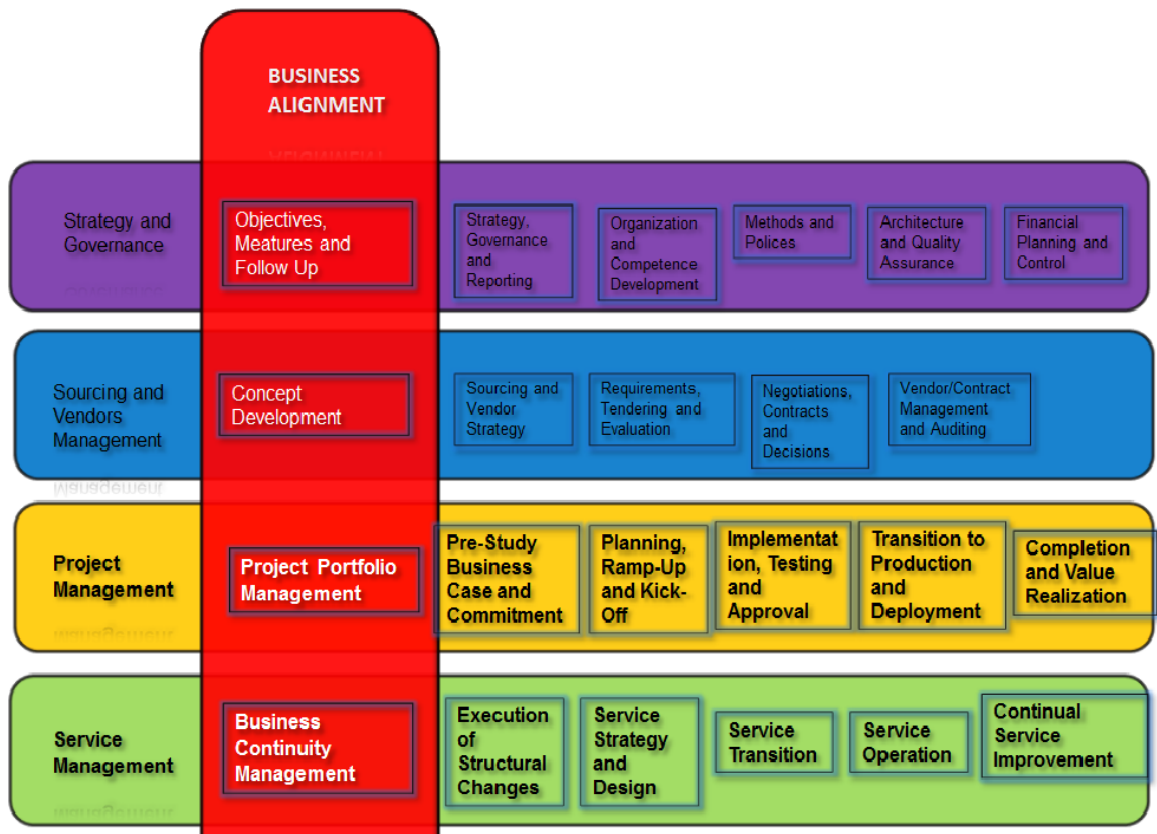 BUSINESS
ALIGNMENT
Strategy and
Governance
Objectives,
Meatures and
Follow Up
Strategy,
Governance
and
Reporting
Organization
and
Competence
Development
Methods and
Polices
Architecture
and Quality
Assurance
Financial
Planning and
Control
Sourcing and
Vendors
Management
Concept
Development
Sourcing and
Vendor
Strategy
Requirements,
Tendering and
Evaluation
Negotiations,
Contracts
and
Decisions
Vendor/Contract
Management
and Auditing
Project
Management
Project Portfolio
Management
Pre-Study
Business
Case and
Commitment
Planning,
Ramp-Up
and Kick-
Off
Implementat
ion, Testing
and
Approval
Transition to
Production
and
Deployment
Completion
and Value
Realization
Service
Management
Business
Continuity
Management
Execution
of
Structural
Changes
Service
Strategy
and
Design
Service
Transition
Service
Operation
Continual
Service
Improvement